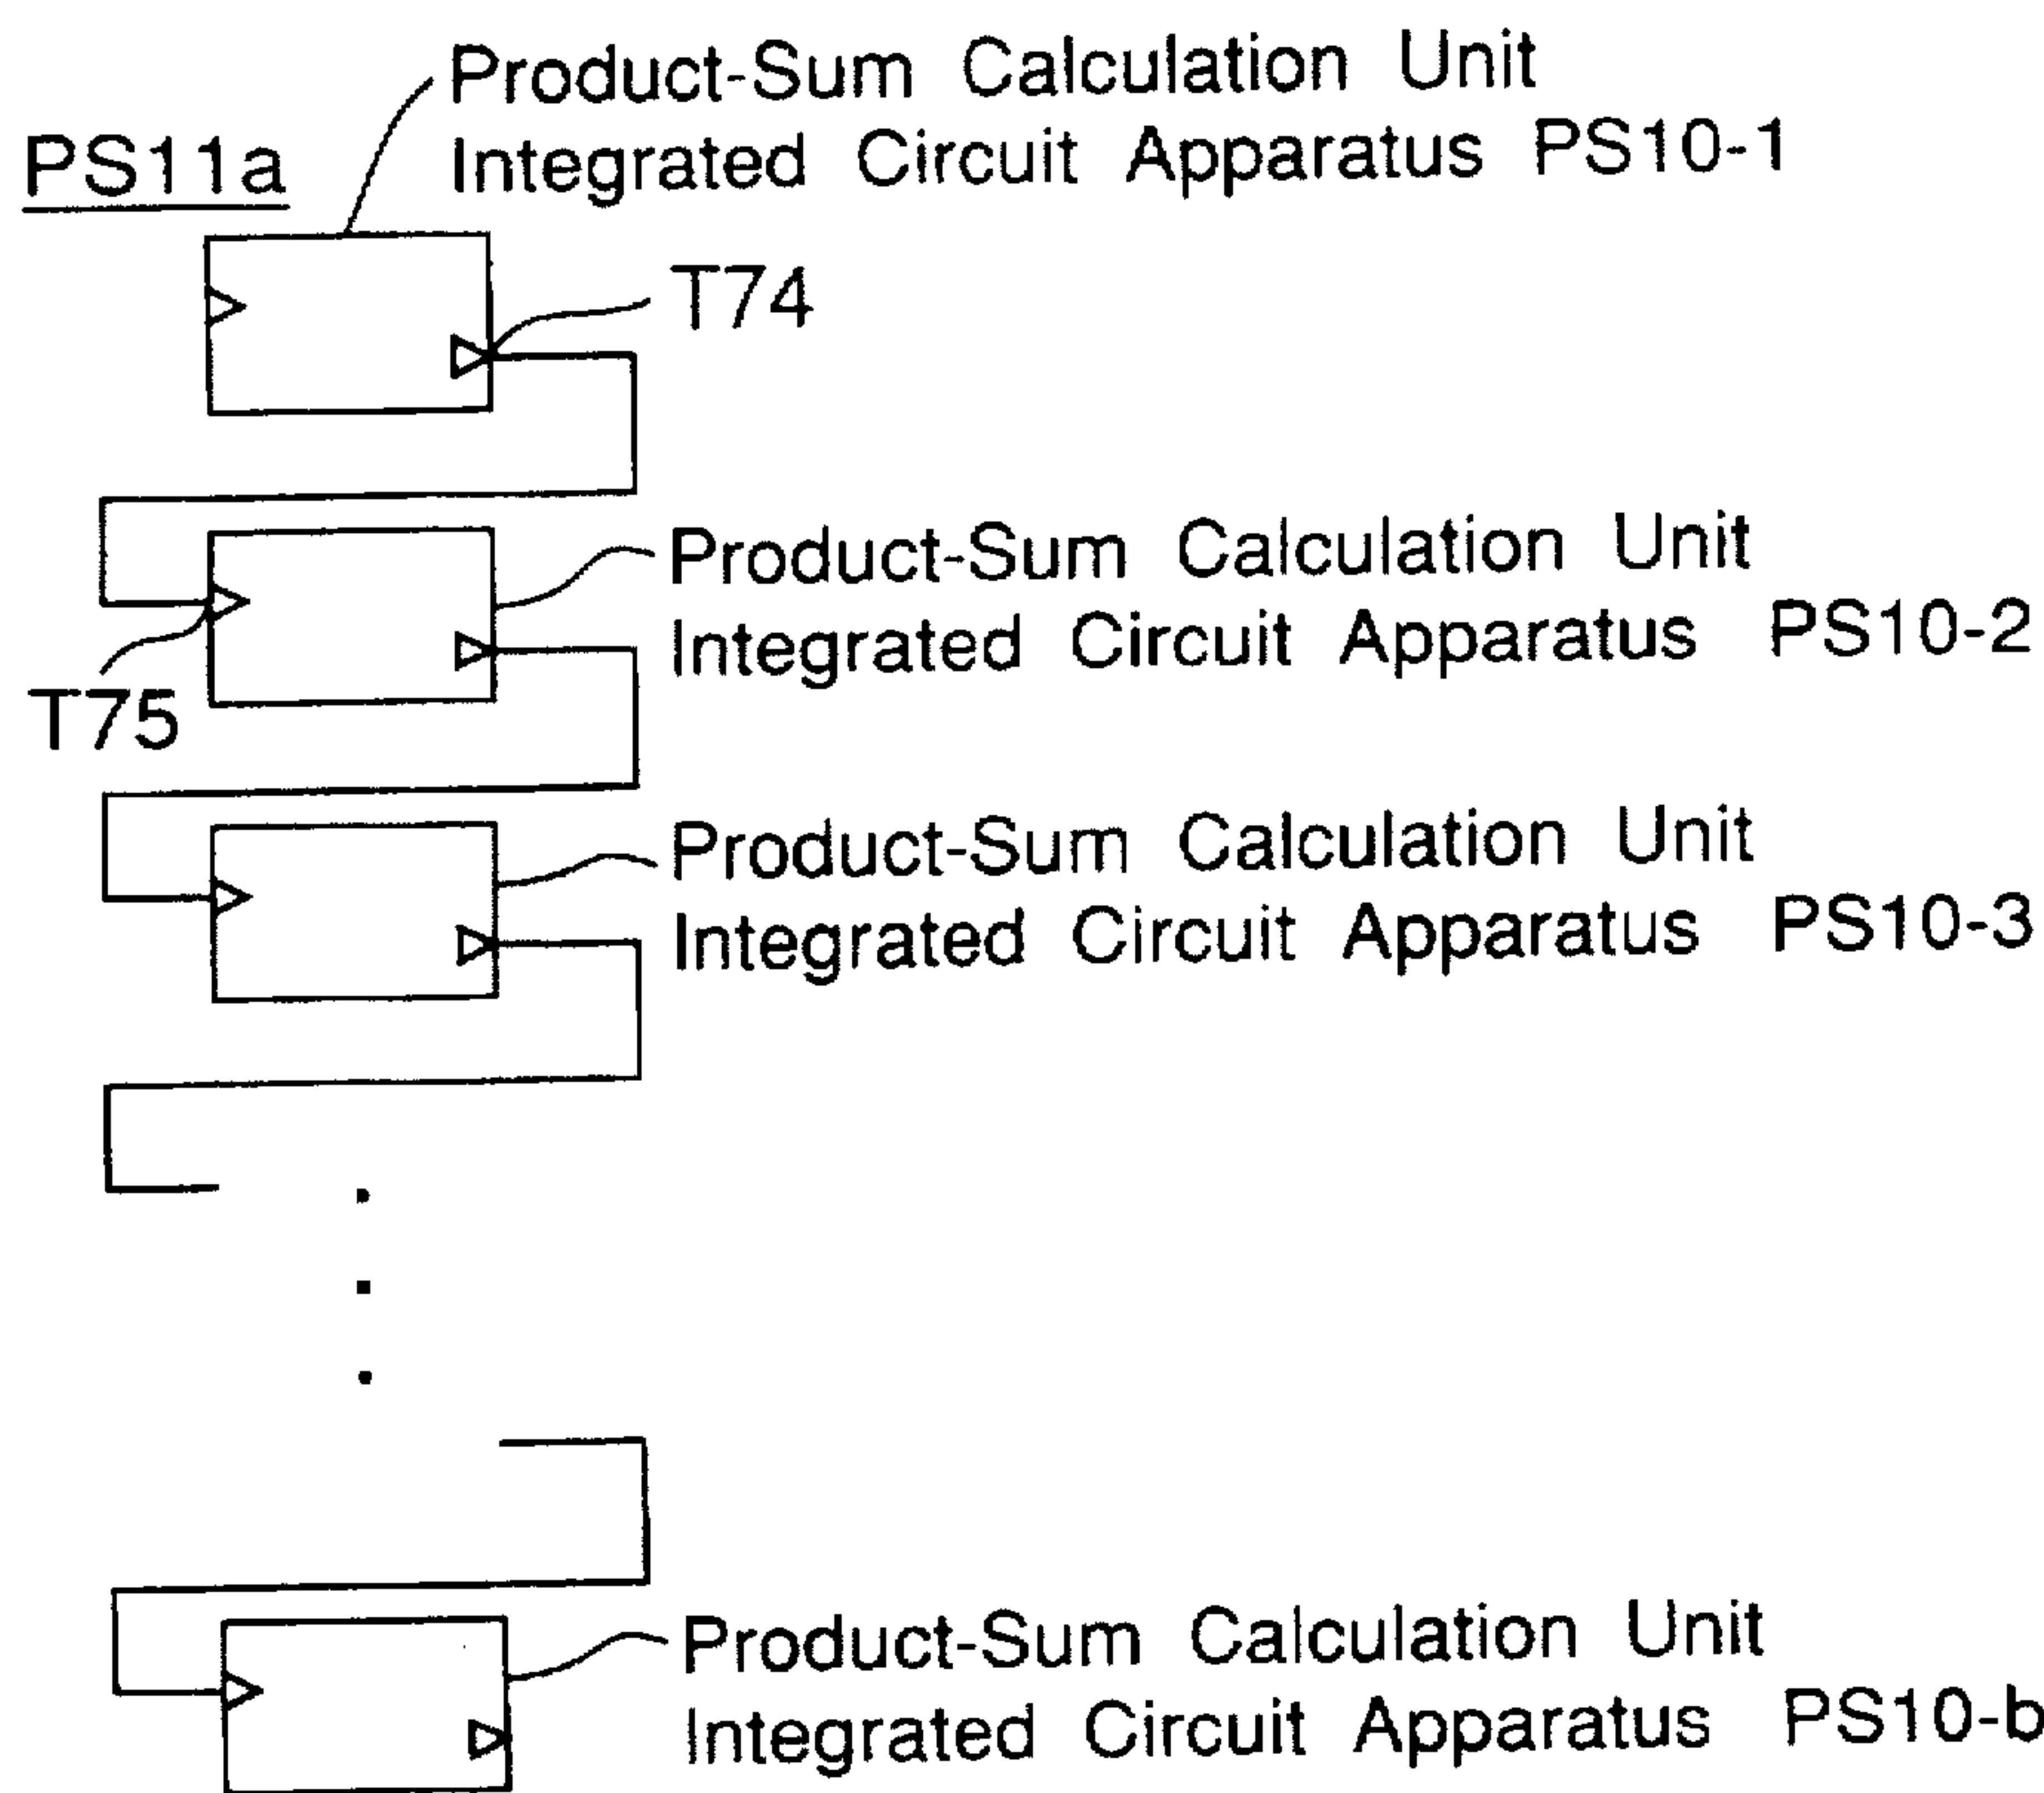 Product-Sum Calculation Unit
Integrated Circuit Apparatus PS10-1
PS11a
T74
Product-Sum Calculation Unit
Integrated Circuit Apparatus PS10-2
T75
Product-Sum Calculation Unit
Integrated Circuit Apparatus PS10-3
Product-Sum Calculation Unit
Integrated Circuit Apparatus PS10-b